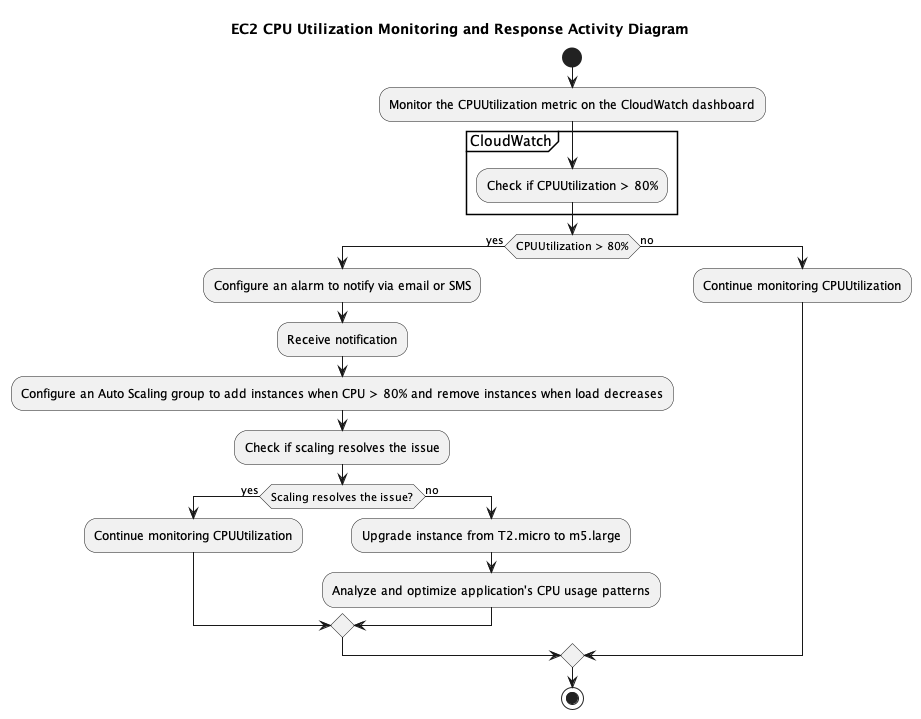 EC2 CPU Utilization Monitoring and Response Activity Diagram
Monitor the CPUUtilization metric on the CloudWatch dashboard
CloudWatch
Check if CPUUtilization > 80%
yes
CPUUtilization > 80%
no
Configure an alarm to notify via email or SMS
Continue monitoring CPUUtilization
Receive notification
Configure an Auto Scaling group to add instances when CPU > 80% and remove instances when load decreases
Check if scaling resolves the issue
yes
Scaling resolves the issue?
no
Continue monitoring CPUUtilization
Upgrade instance from T2.micro to m5.large
Analyze and optimize application's CPU usage patterns